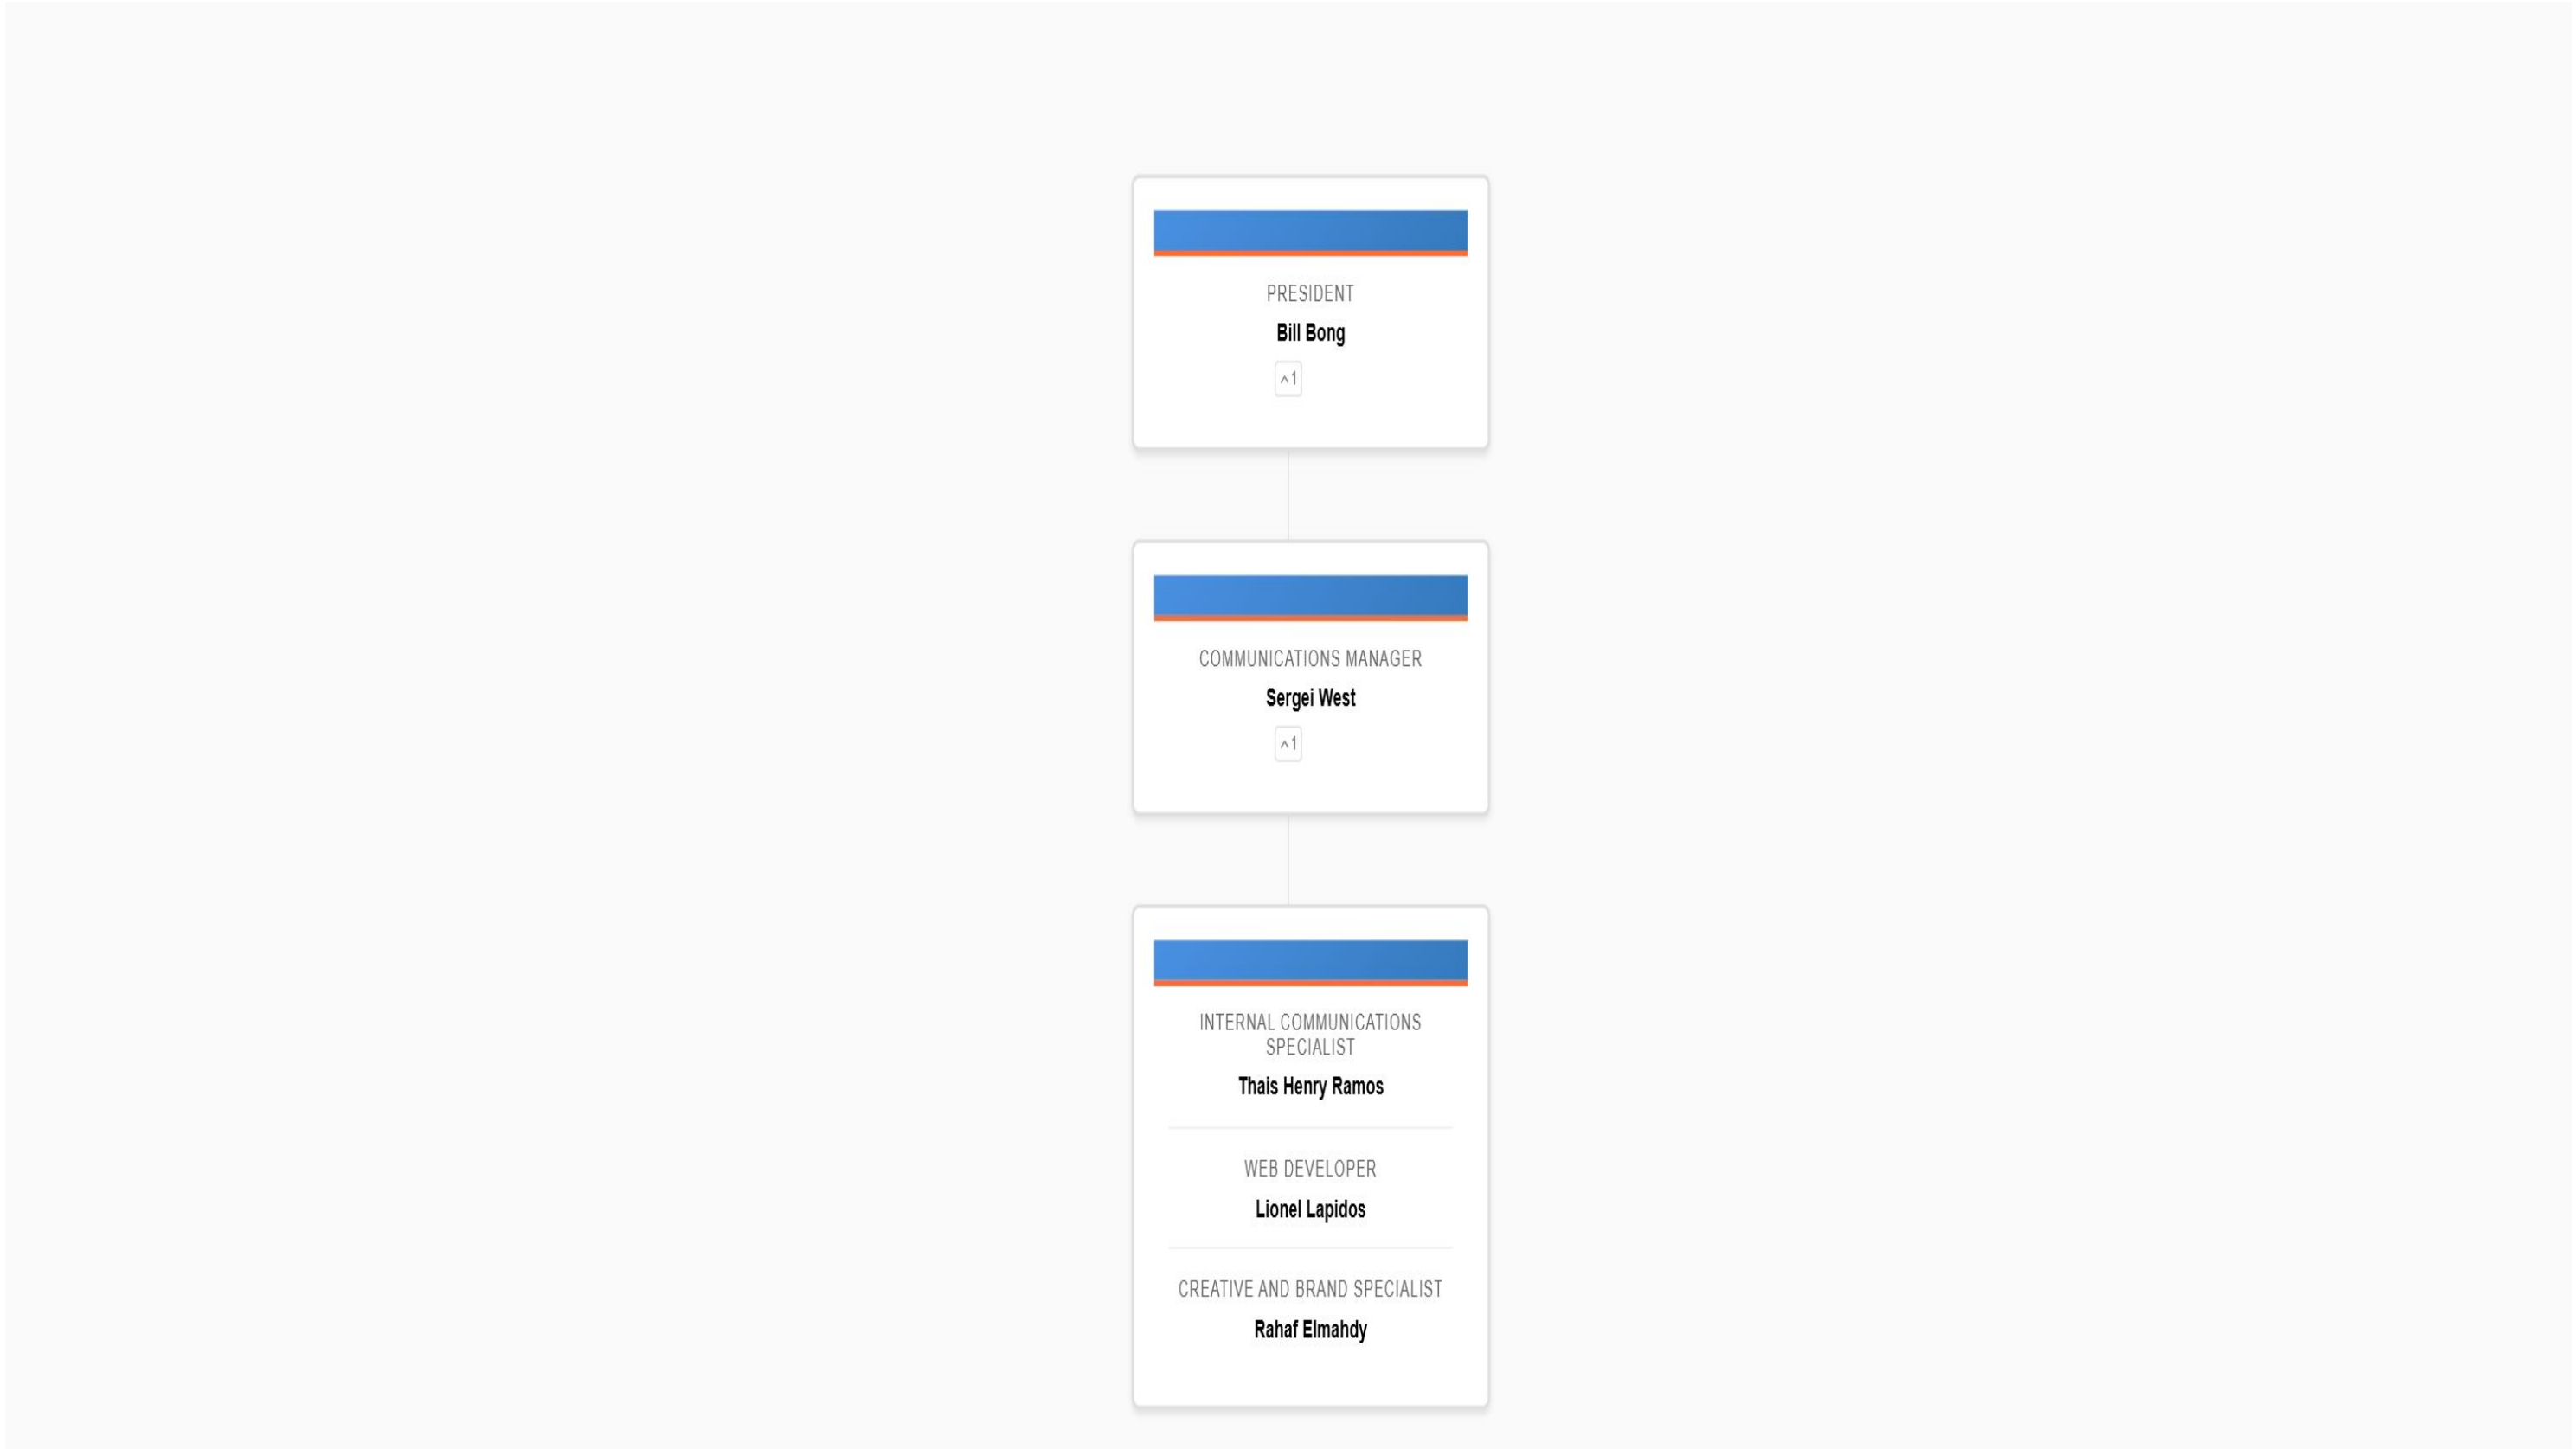 PRESIDENT
Bill Bong
^1
COMMUNICATIONS MANAGER
Sergei West
^1
INTERNAL COMMUNICATIONS
SPECIALIST
Thais Henry Ramos
WEB DEVELOPER
Lionel Lapidos
CREATIVE AND BRAND SPECIALIST
Rahaf Elmahdy